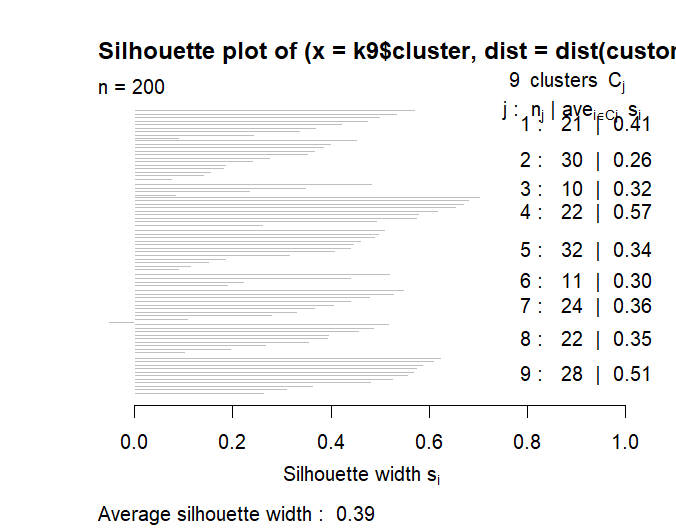 Silhouette plot of (x = k9$cluster, dist = dist(custor
n = 200
9 clusters Cj
j : nj | avei∈Cj si
1 : 21 | 0.41
2 : 30 | 0.26
3 : 10 | 0.32
4 : 22 | 0.57
5 : 32 | 0.34
6 : 11 | 0.30
7 : 24 | 0.36
8 : 22 | 0.35
9 : 28 | 0.51
0.0 0.2 0.4 0.6 0.8 1.0
Silhouette width si
Average silhouette width : 0.39